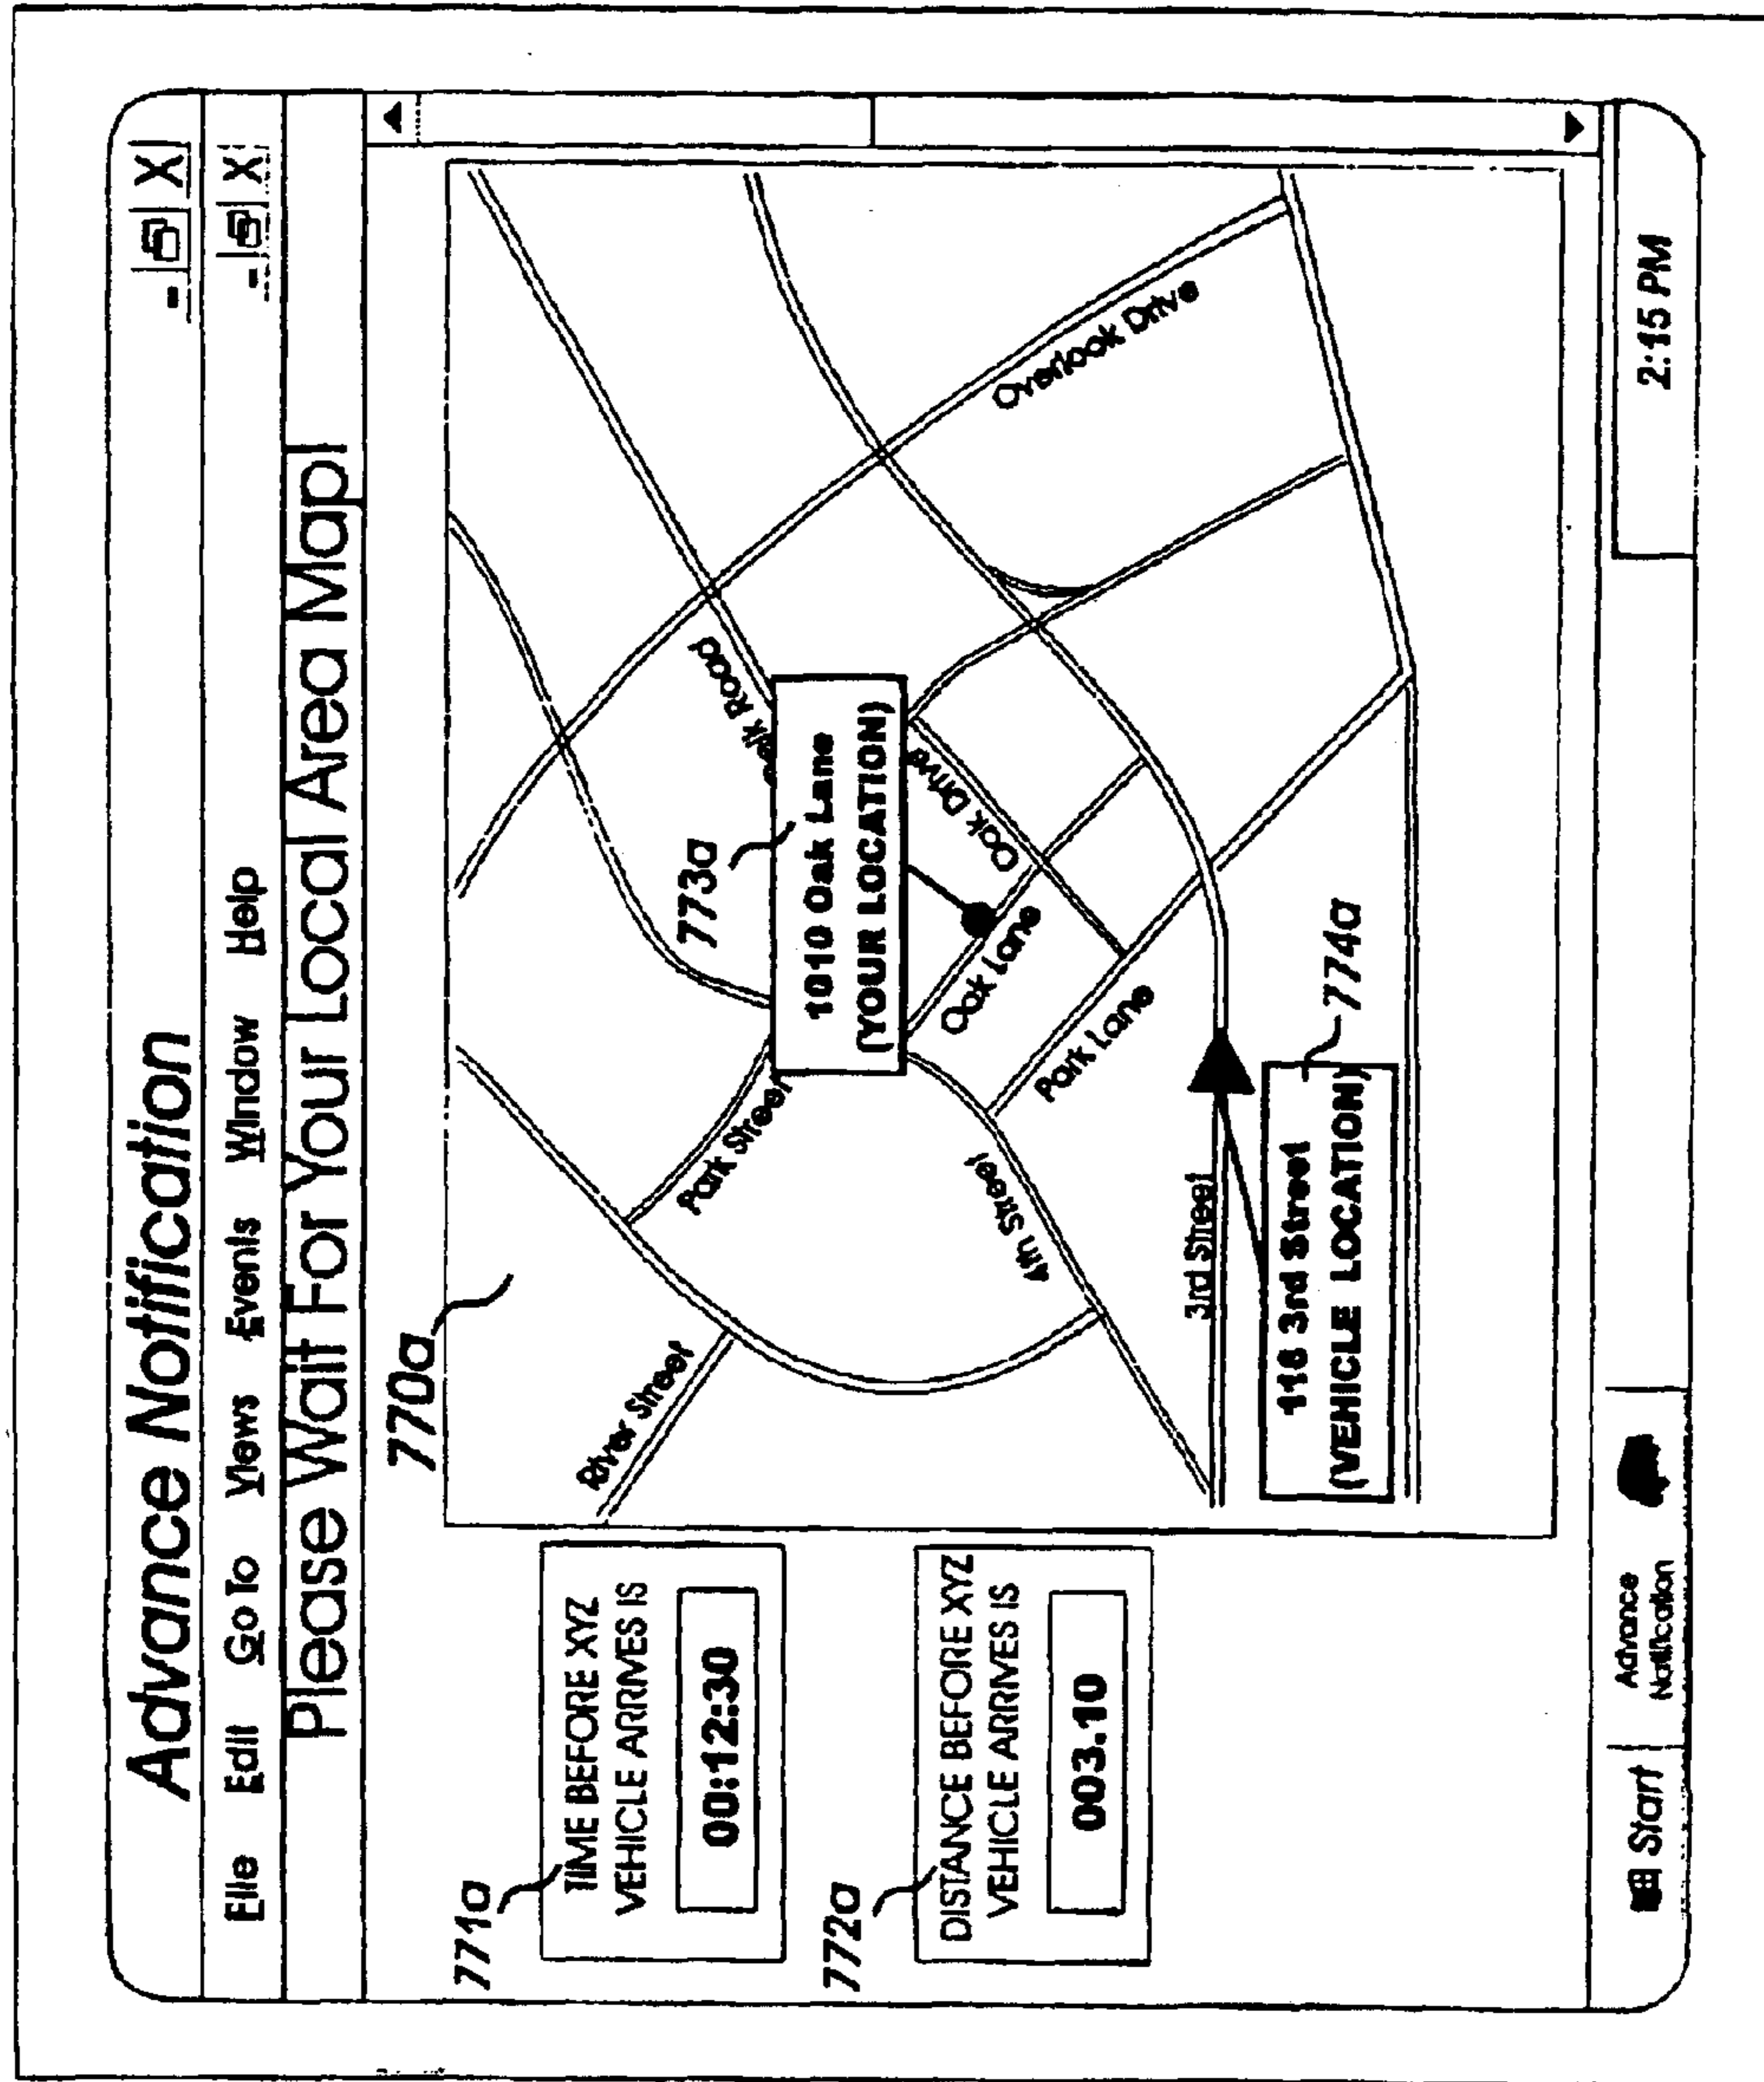 Advance Notification
File Edit Go To Views Events Window Help
Please Wait For Your Local Area Map!
770a
771a
TIME BEFORE XYZ
VEHICLE ARRIVES IS
00:12:30
772a
DISTANCE BEFORE XYZ
VEHICLE ARRIVES IS
003.10
River Street
Park Street
773a
Road
1010 Oak Lane
(YOUR LOCATION)
Oak Drive
Overlook Drive
Oak Lane
4th Street
Park Lane
3rd Street
116 3rd Street
(VEHICLE LOCATION)
774a
Start
Advance
Notification
2:15 PM